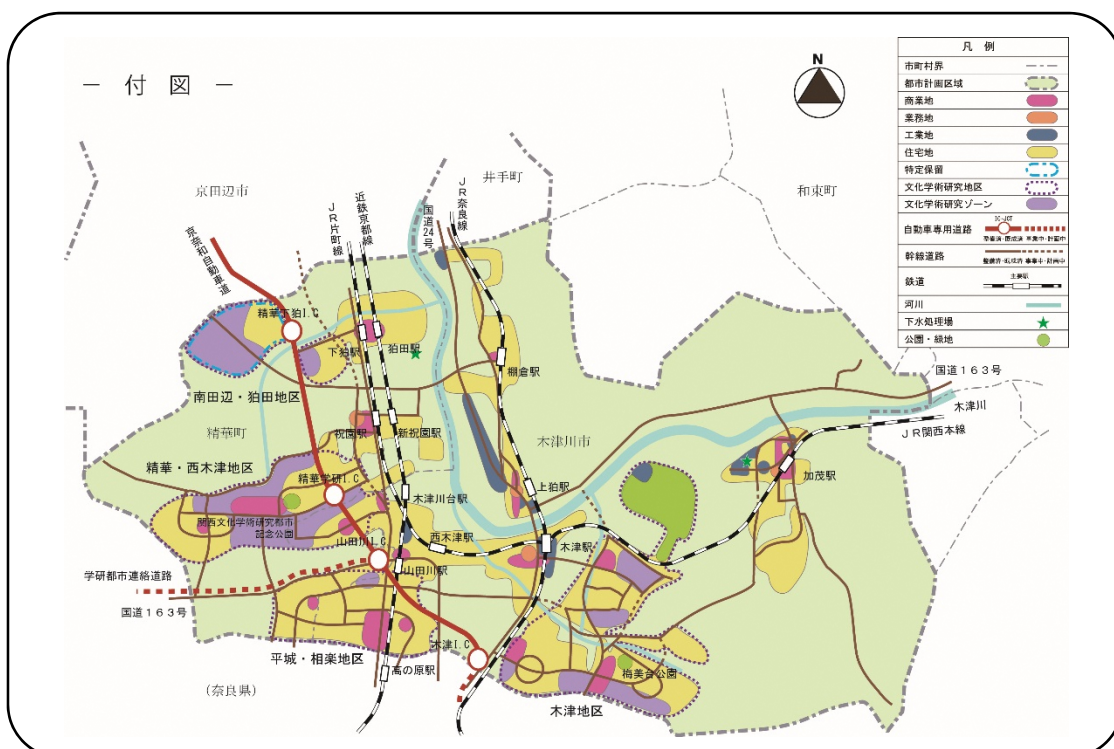 － 付 図 －
N
凡 例
市町村界
都市計画区域
商業地
業務地
工業地
住宅地
特定保留
文化学術研究地区
文化学術研究ゾーン
自動車専用道路
IC・JCT
幹線道路
鉄道
主要駅
河川
下水処理場
公園・緑地
京田辺市
井手町
和束町
京奈和自動車道
JR片町線
近鉄京都線
国道24号
JR奈良線
精華下狛I.C
下狛駅
狛田駅
棚倉駅
国道163号
木津川
JR関西本線
南田辺・狛田地区
精華町
祝園駅
新祝園駅
木津川市
精華・西木津地区
精華学研I.C
木津川台駅
上狛駅
加茂駅
関西文化学術研究都市
記念公園
山田川I.C
西木津駅
木津駅
山田川駅
学研都市連絡道路
国道163号
木津I.C
平城・相楽地区
高の原駅
梅美台公園
(奈良県)
木津地区